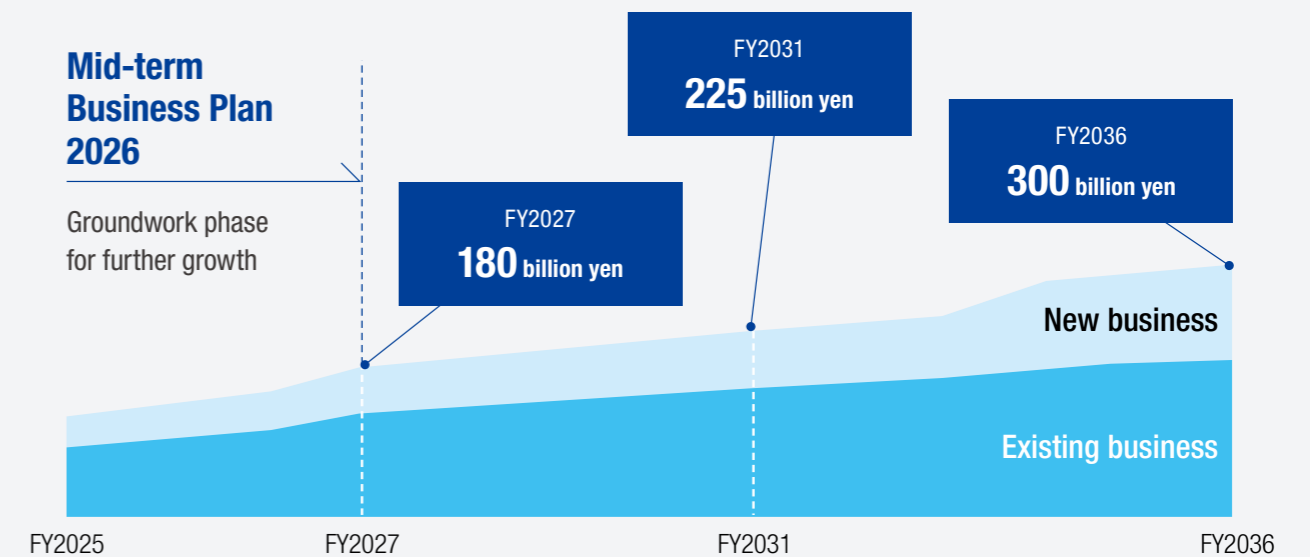 Mid-term
Business Plan
2026
Groundwork phase
for further growth
FY2027
180 billion yen
FY2031
225 billion yen
FY2036
300 billion yen
New business
Existing business
FY2025
FY2027
FY2031
FY2036